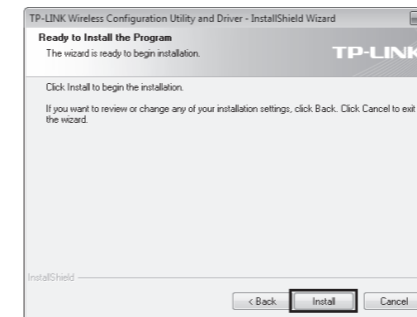 TP-LINK Wireless Configuration Utility and Driver - InstallShield Wizard
Ready to Install the Program
The wizard is ready to begin installation.
TP-LINK
Click Install to begin the installation.
If you want to review or change any of your installation settings, click Back. Click Cancel to exit
the wizard.
InstallShield
< Back Install Cancel